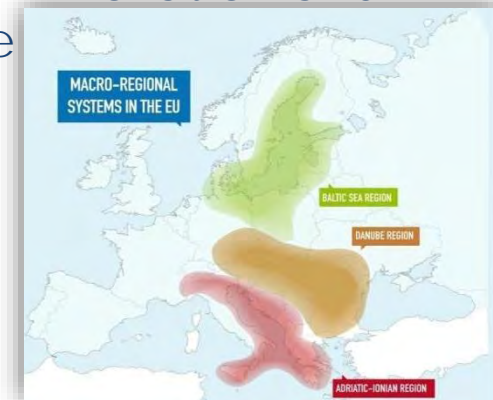 e
MACRO-REGIONAL
SYSTEMS IN THE EU
BALTIC SEA REGION
DANUBE REGION
ADRIATIC-IONIAN REGION